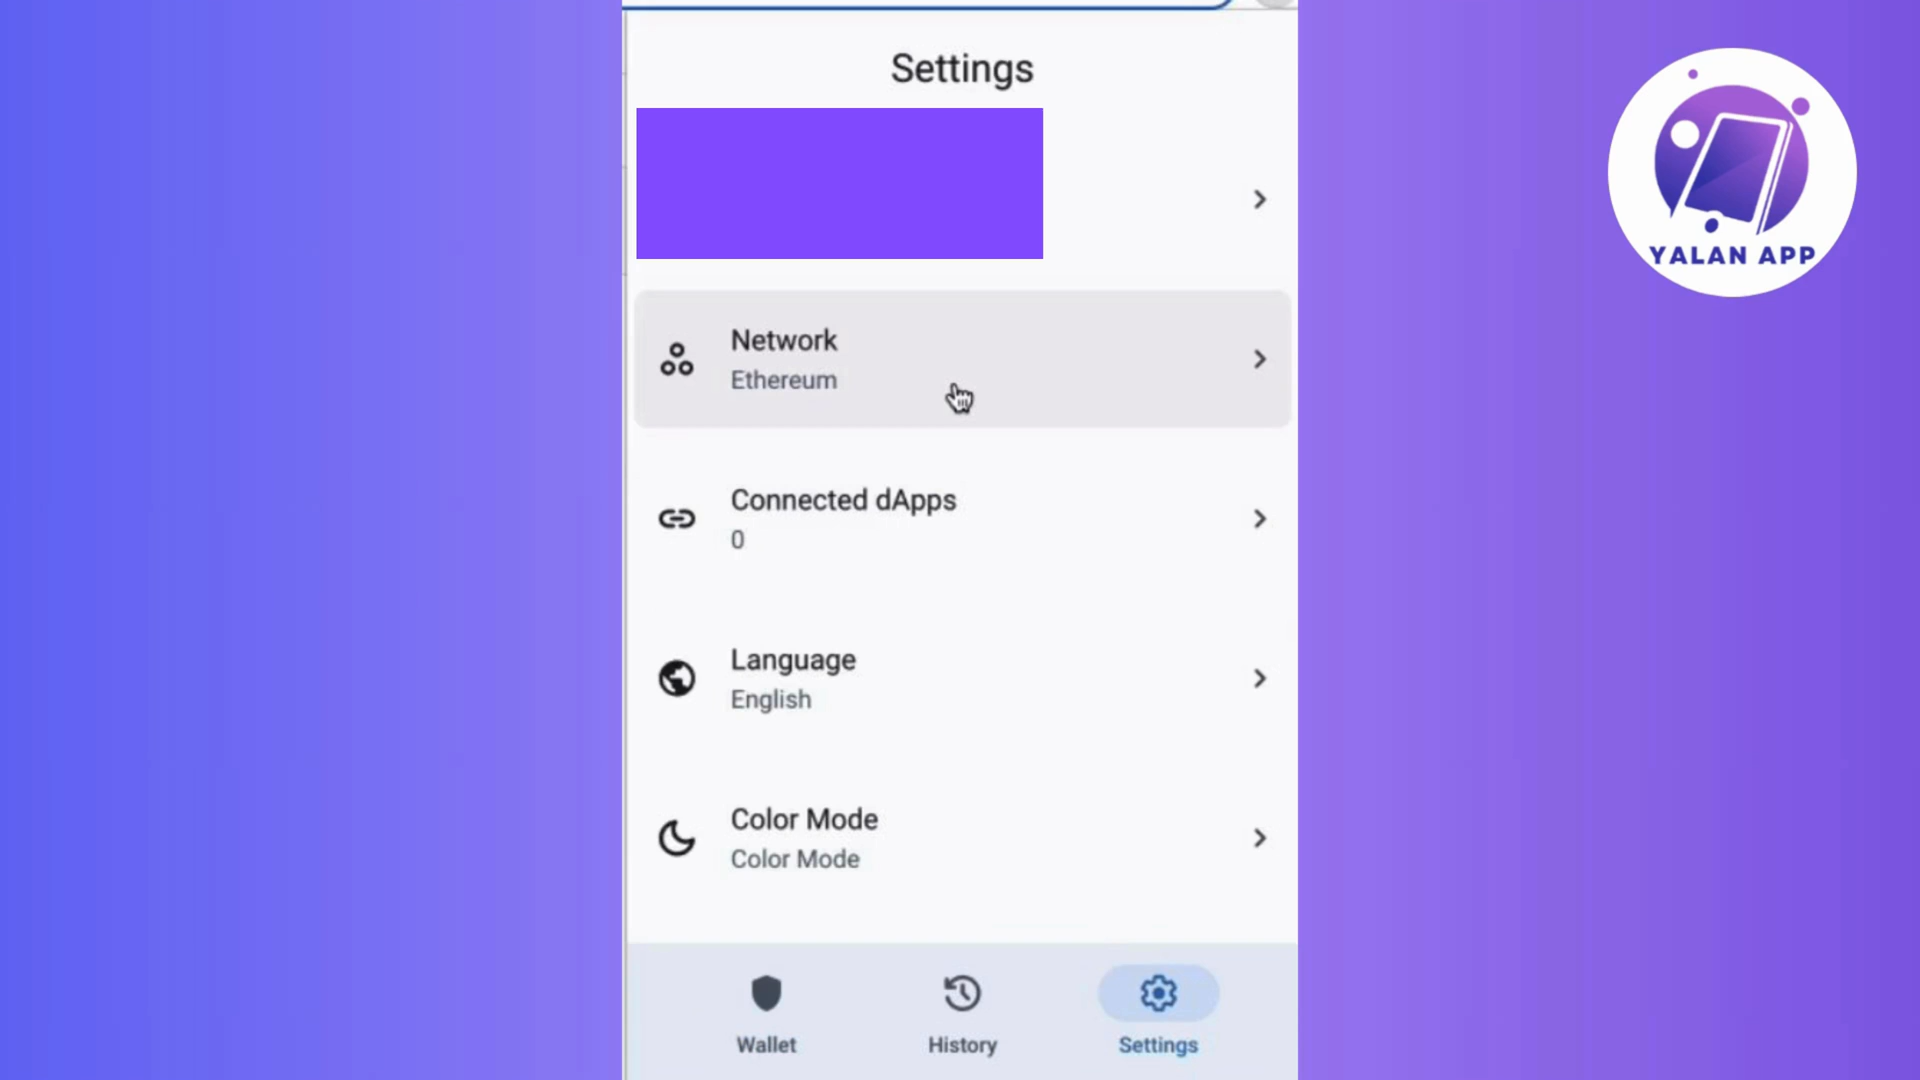 Settings
YALAN APP
Network
Ethereum
Connected dApps
0
Language
English
Color Mode
Color Mode
Wallet
History
Settings